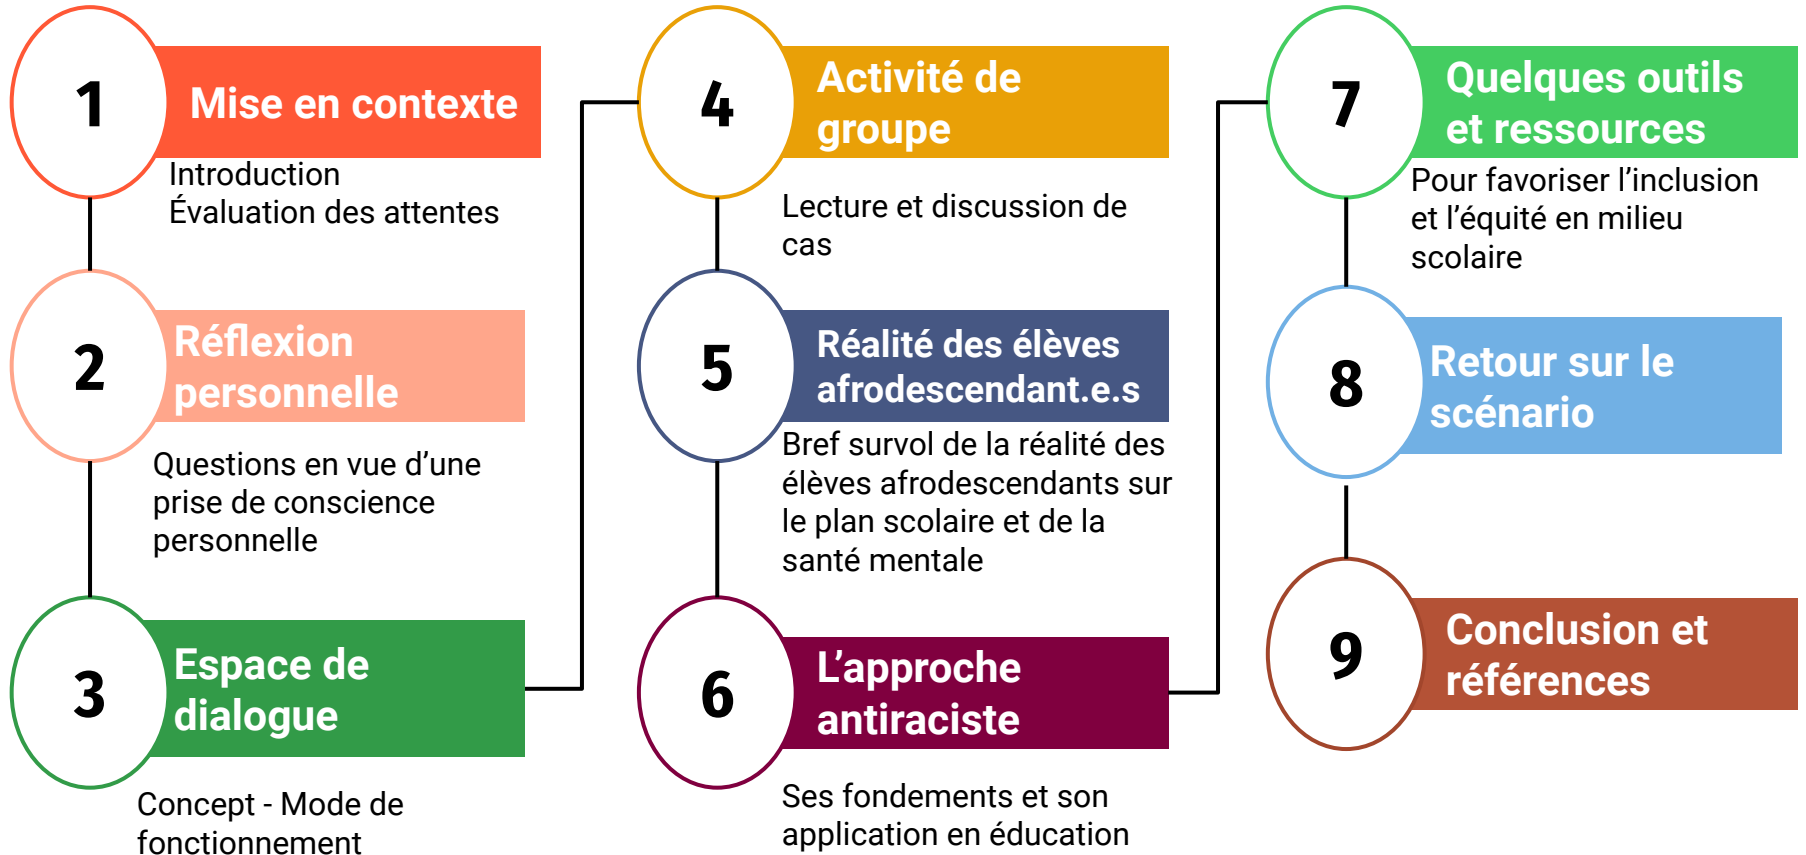 1
Mise en contexte
Introduction
Évaluation des attentes
2
Réflexion
personnelle
Questions en vue d’une
prise de conscience
personnelle
3
Espace de
dialogue
Concept - Mode de
fonctionnement
4
Activité de
groupe
Lecture et discussion de
cas
5
Réalité des élèves
afrodescendant.e.s
Bref survol de la réalité des
élèves afrodescendants sur
le plan scolaire et de la
santé mentale
6
L’approche
antiraciste
Ses fondements et son
application en éducation
7
Quelques outils
et ressources
Pour favoriser l’inclusion
et l’équité en milieu
scolaire
8
Retour sur le
scénario
9
Conclusion et
références